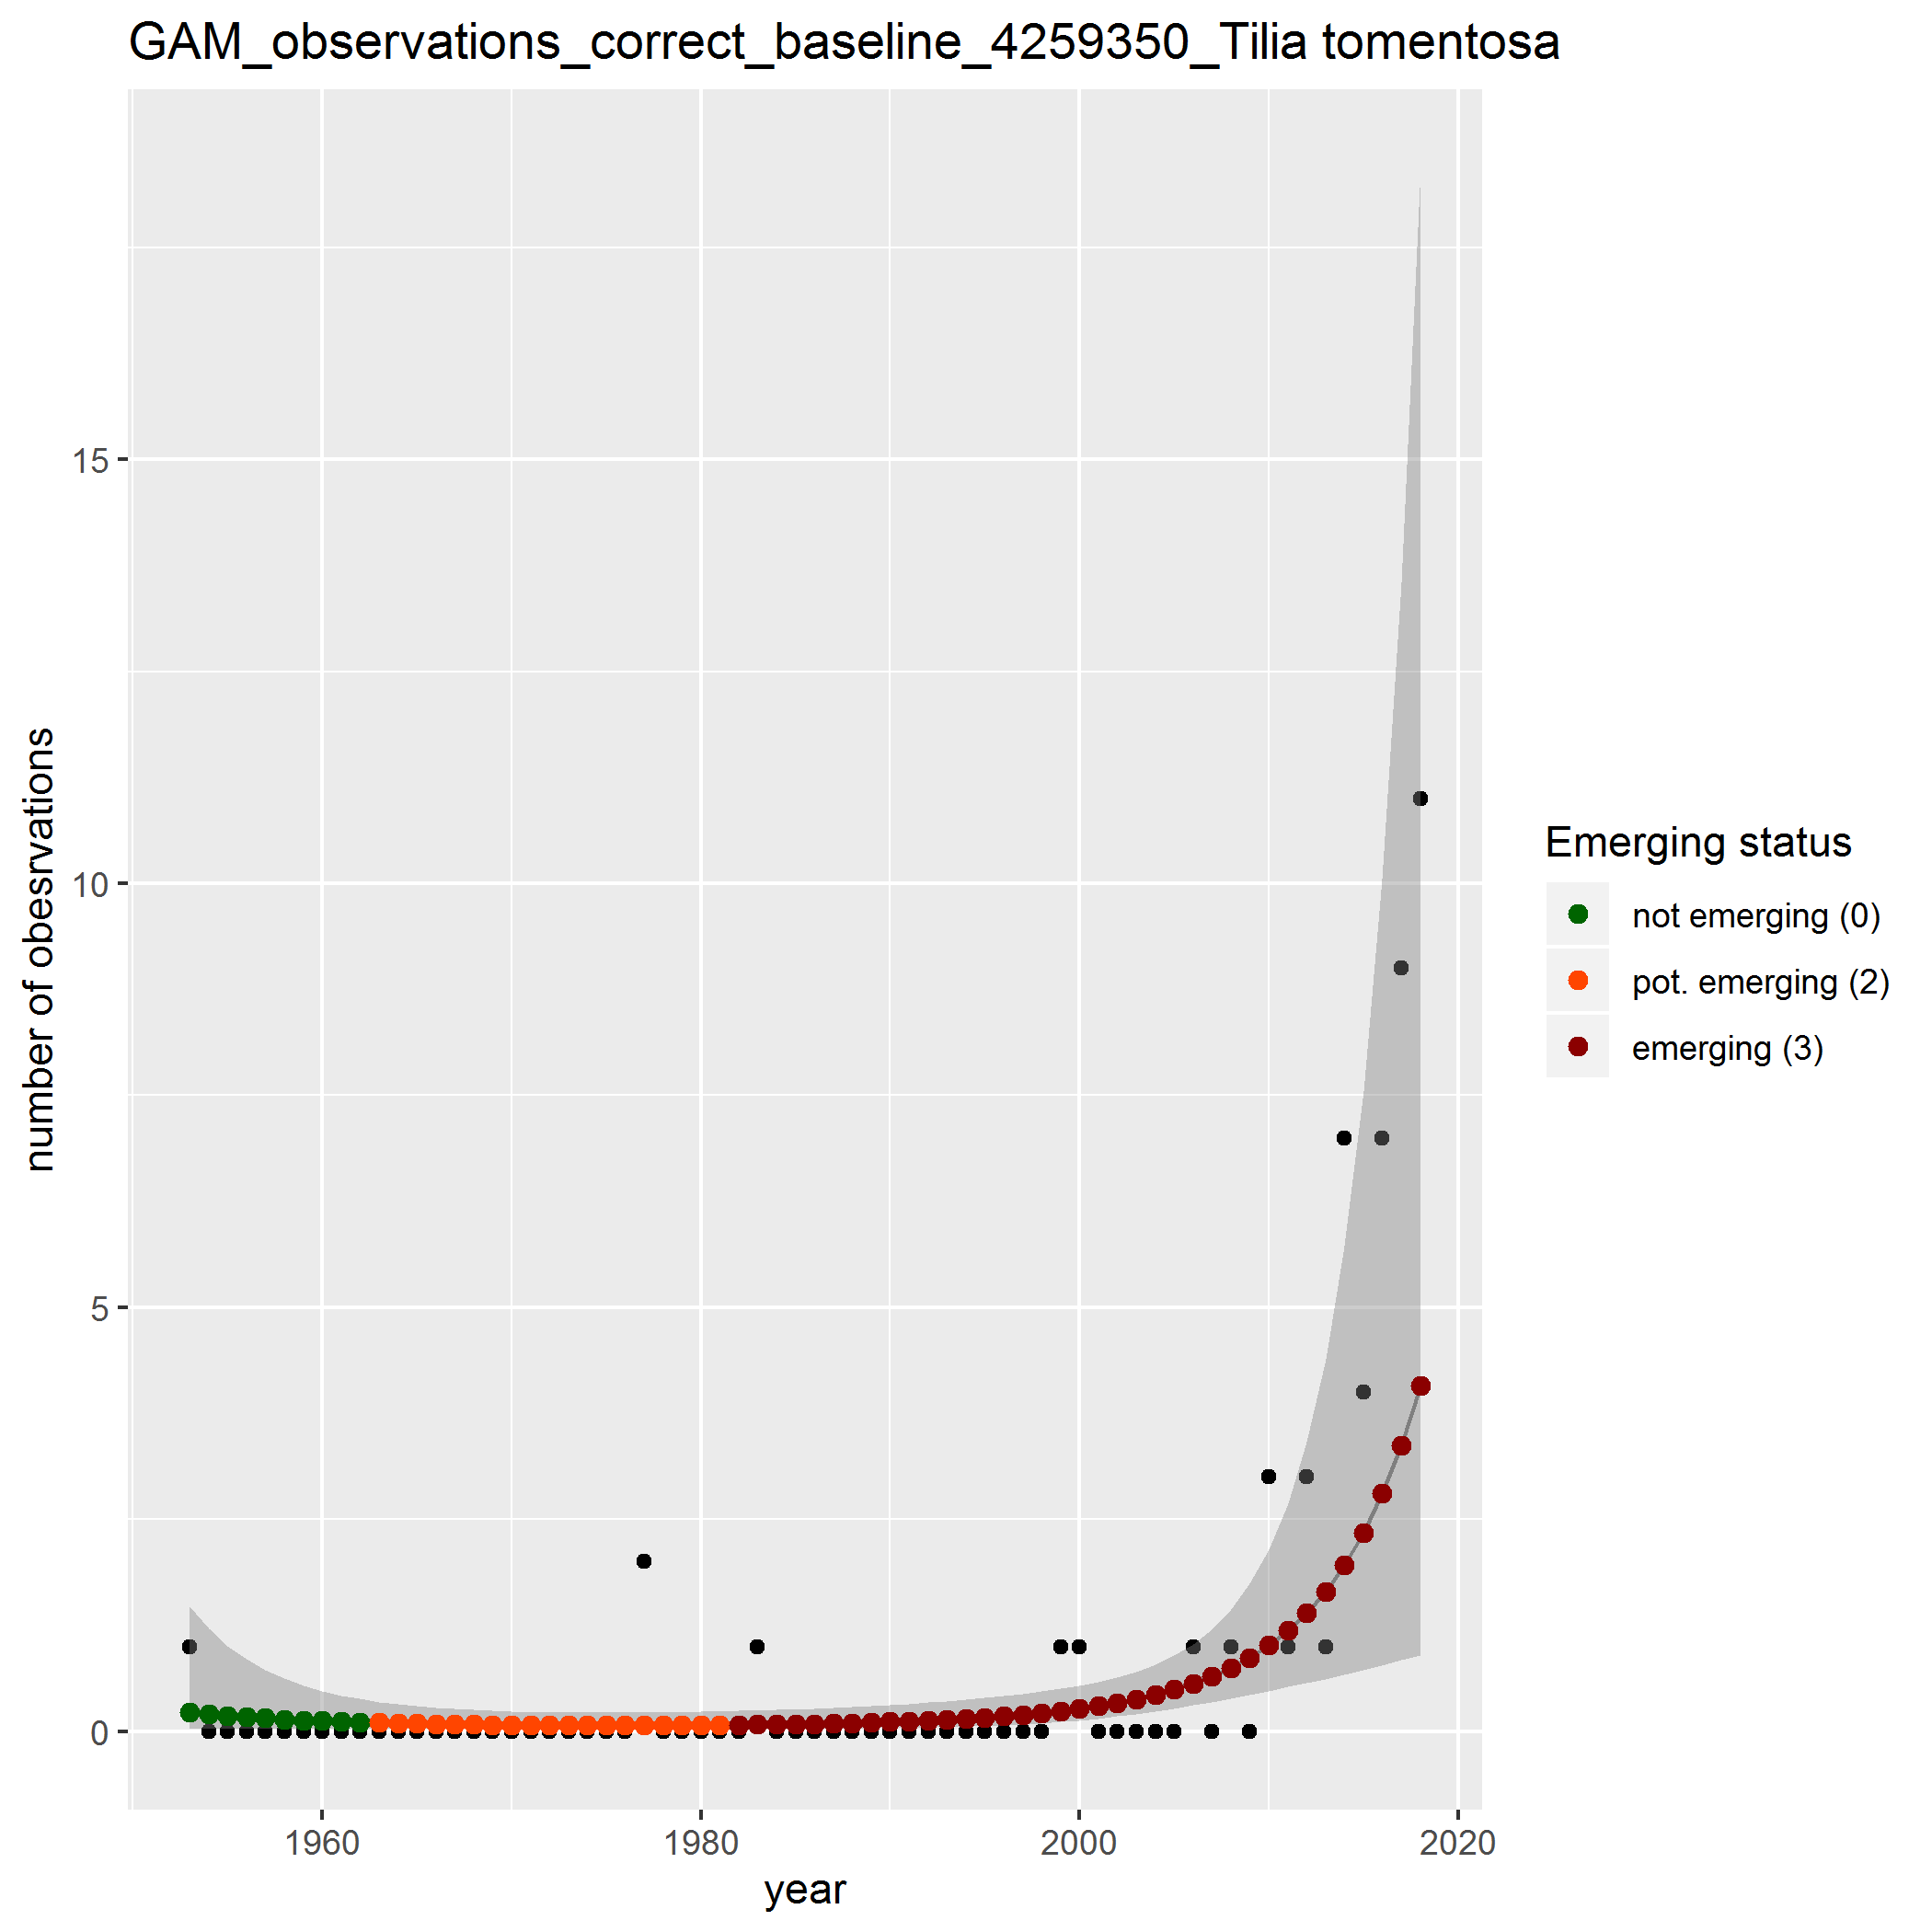 GAM_observations_correct_baseline_4259350_Tilia tomentosa
number of obesrvations
15
10
5
0
1960
1980
2000
2020
year
Emerging status
not emerging (0)
pot. emerging (2)
emerging (3)